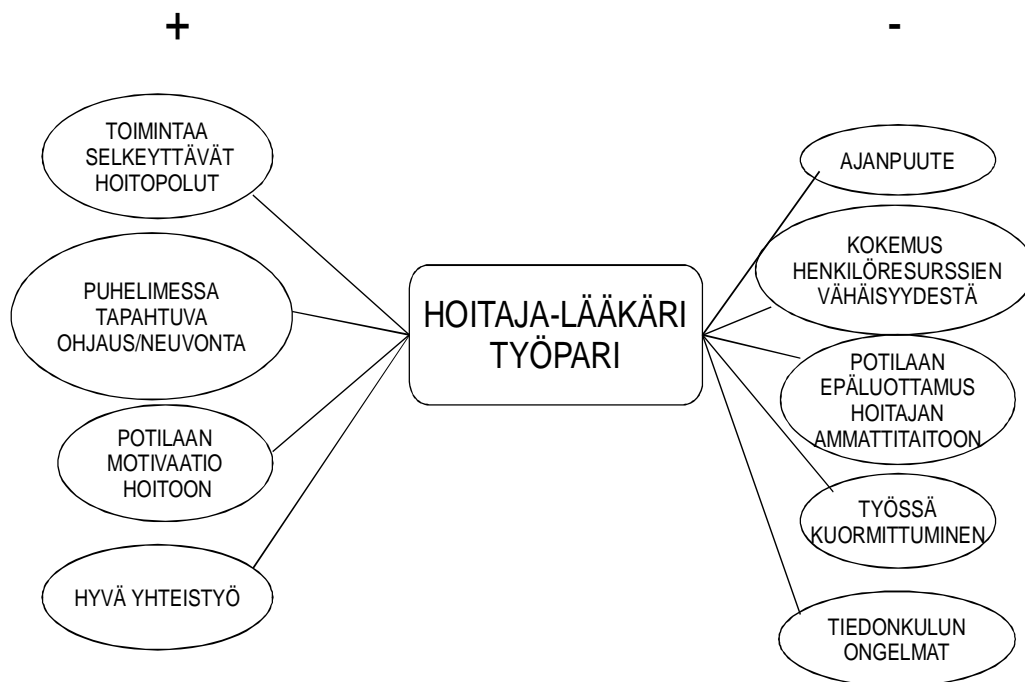 +
TOIMINTAA
SELKEYTTÄVÄT
HOITOPOLUT
PUHELIMESSA
TAPAHTUVA
OHJAUS/NEUVONTA
POTILAAN
MOTIVAATIO
HOITOON
HYVÄ YHTEISTYÖ
HOITAJA-LÄÄKÄRI
TYÖPARI
-
AJANPUUTE
KOKEMUS
HENKILÖRESURSSIEN
VÄHÄISYYDESTÄ
POTILAAN
EPÄLUOTTAMUS
HOITAJAN
AMMATTITAITOON
TYÖSSÄ
KUORMITTUMINEN
TIEDONKULUN
ONGELMAT